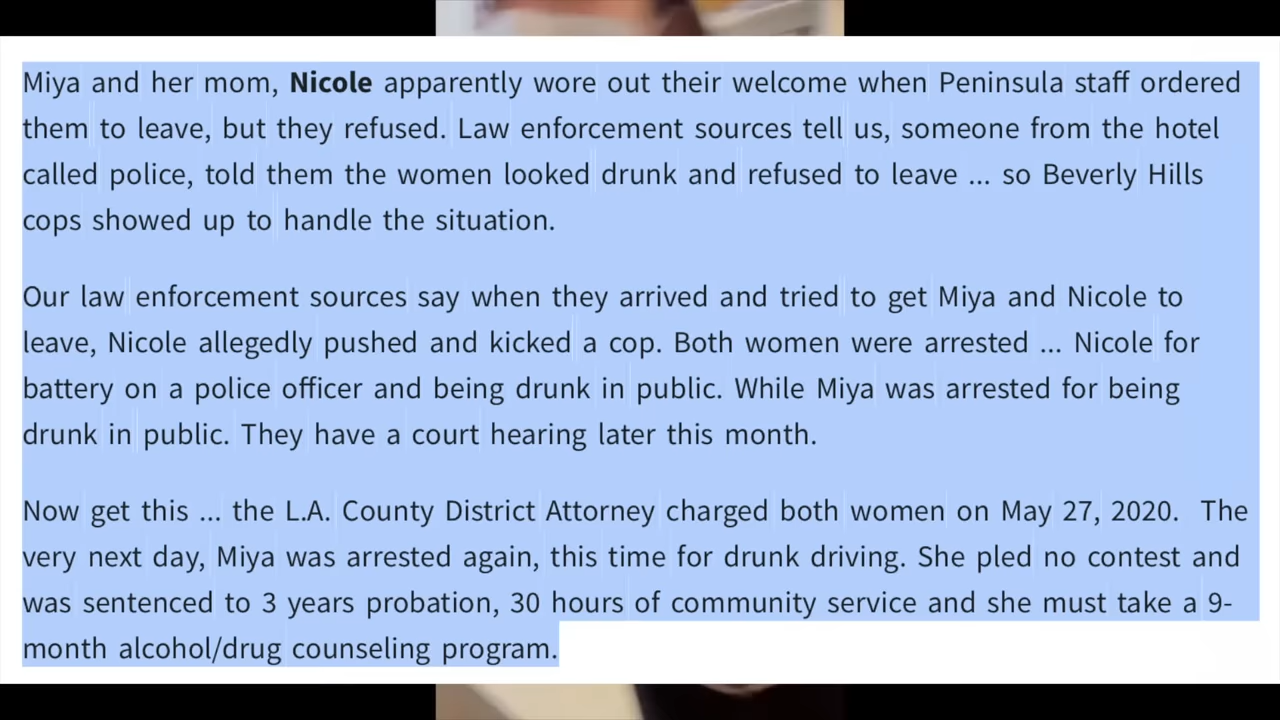 Miya and her mom, Nicole apparently wore out their welcome when Peninsula staff ordered
them to leave, but they refused. Law enforcement sources tell us, someone from the hotel
called police, told them the women looked drunk and refused to leave ... so Beverly Hills
cops showed up to handle the situation.
Our law enforcement sources say when they arrived and tried to get Miya and Nicole to
leave, Nicole allegedly pushed and kicked a cop. Both women were arrested ... Nicole for
battery on a police officer and being drunk in public. While Miya was arrested for being
drunk in public. They have a court hearing later this month.
Now get this ... the L.A. County District Attorney charged both women on May 27, 2020. The
very next day, Miya was arrested again, this time for drunk driving. She pled no contest and
was sentenced to 3 years probation, 30 hours of community service and she must take a 9-
month alcohol/drug counseling program.